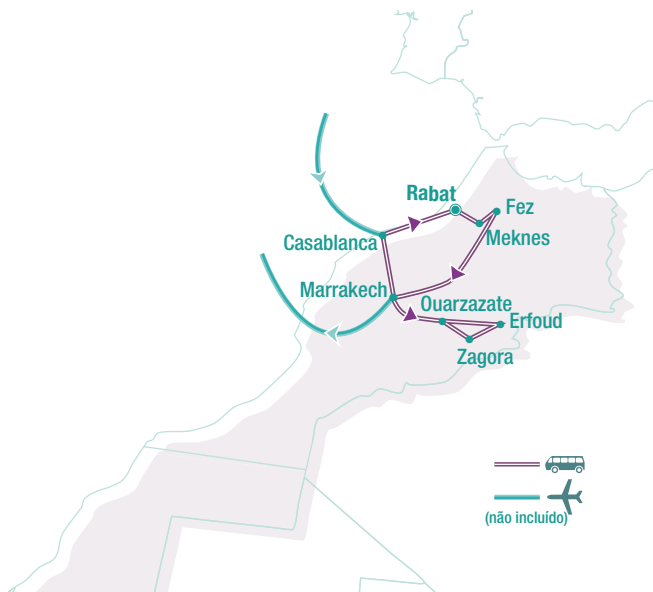 Rabat
Fez
Casablanca
Meknes
Marrakech
Ouarzazate
Erfoud
Zagora
(não incluído)